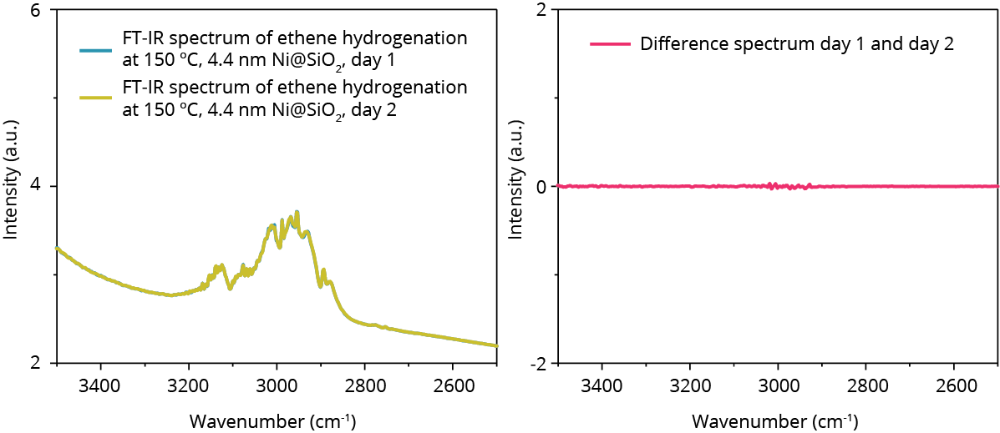 6
4
2
Intensity (a.u.)
FT-IR spectrum of ethene hydrogenation
at 150 ºC, 4.4 nm Ni@SiO₂, day 1
FT-IR spectrum of ethene hydrogenation
at 150 ºC, 4.4 nm Ni@SiO₂, day 2
3400 3200 3000 2800 2600
Wavenumber (cm⁻¹)
2
0
-2
Intensity (a.u.)
Difference spectrum day 1 and day 2
3400 3200 3000 2800 2600
Wavenumber (cm⁻¹)